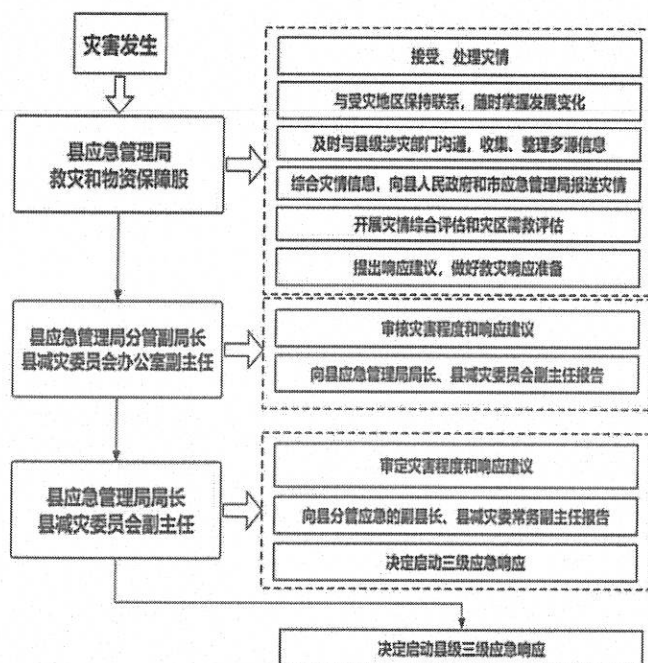 灾害发生
县应急管理局
救灾和物资保障股
接受、处理灾情
与受灾地区保持联系，随时掌握发展变化
及时与县级涉灾部门沟通，收集、整理多源信息
综合灾情信息，向县人民政府和市应急管理局报送灾情
开展灾情综合评估和灾区需救评估
提出响应建议，做好救灾响应准备
县应急管理局分管副局长
县减灾委员会办公室副主任
审核灾害程度和响应建议
向县应急管理局局长、县减灾委员会副主任报告
县应急管理局局长
县减灾委员会副主任
审定灾害程度和响应建议
向县分管应急的副县长、县减灾委常务副主任报告
决定启动三级应急响应
决定启动县级三级应急响应